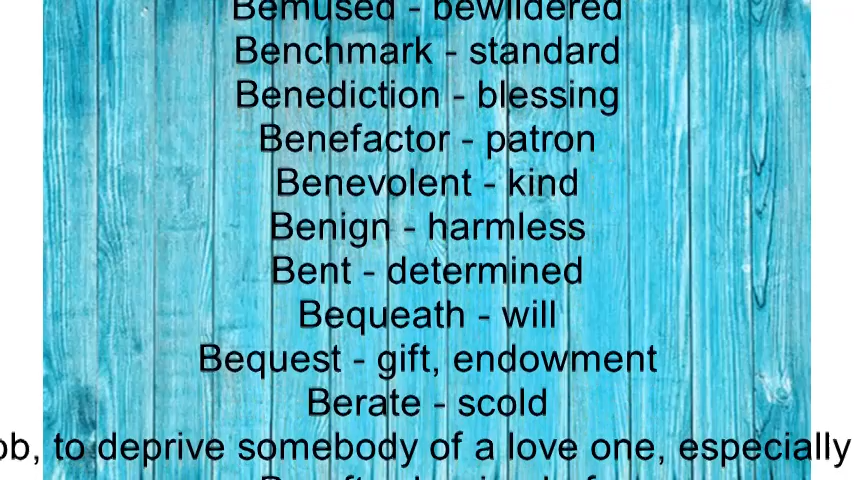 Bemused - bewildered
Benchmark - standard
Benediction - blessing
Benefactor - patron
Benevolent - kind
Benign - harmless
Bent - determined
Bequeath - will
Bequest - gift, endowment
Berate - scold
ob, to deprive somebody of a love one, especially